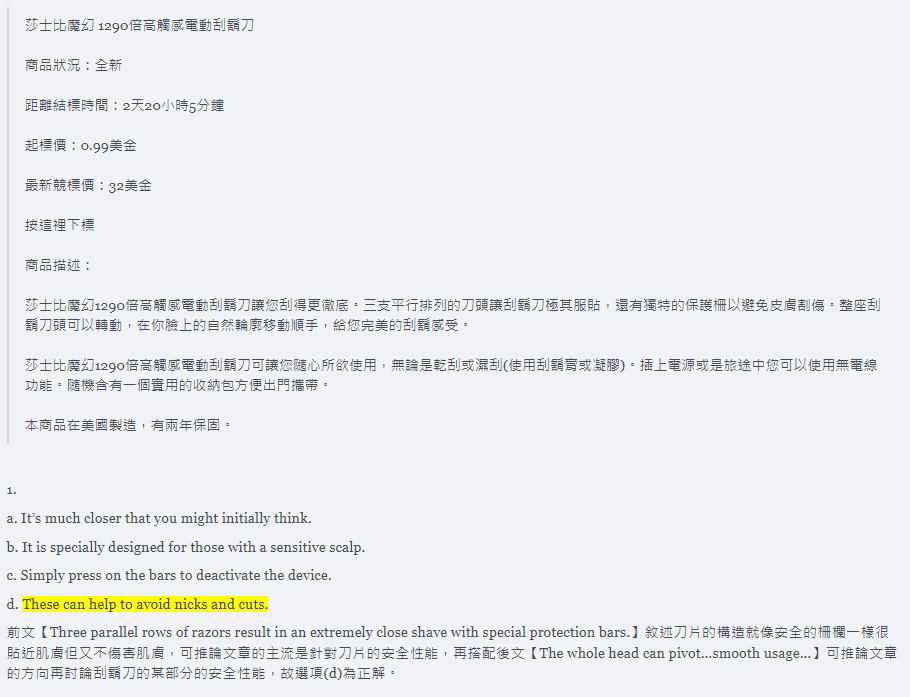 莎士比魔幻 1290倍高觸感電動刮鬍刀
商品狀況：全新
距離結標時間：2天20小時5分鐘
起標價：0.99美金
最新競標價：32美金
按這裡下標
商品描述：
莎士比魔幻1290倍高觸感電動刮鬍刀讓您刮得更徹底。三支平行排列的刀頭讓刮鬍刀極其服貼，還有獨特的保護柵以避免皮膚割傷。整座刮
鬍刀頭可以轉動，在你臉上的自然輪廓移動順手，給您完美的刮鬍感受。
莎士比魔幻1290倍高觸感電動刮鬍刀可讓您隨心所欲使用，無論是乾刮或濕刮(使用刮鬍膏或凝膠)。插上電源或是旅途中您可以使用無電線
功能。隨機含有一個實用的收納包方便出門攜帶。
本商品在美國製造，有兩年保固。
1.
a. It’s much closer that you might initially think.
b. It is specially designed for those with a sensitive scalp.
c. Simply press on the bars to deactivate the device.
d. These can help to avoid nicks and cuts.
前文【Three parallel rows of razors result in an extremely close shave with special protection bars.】敘述刀片的構造就像安全的柵欄一樣很
貼近肌膚但又不傷害肌膚，可推論文章的主流是針對刀片的安全性能，再搭配後文【The whole head can pivot...smooth usage...】可推論文章
的方向再討論刮鬍刀的某部分的安全性能，故選項(d)為正解。